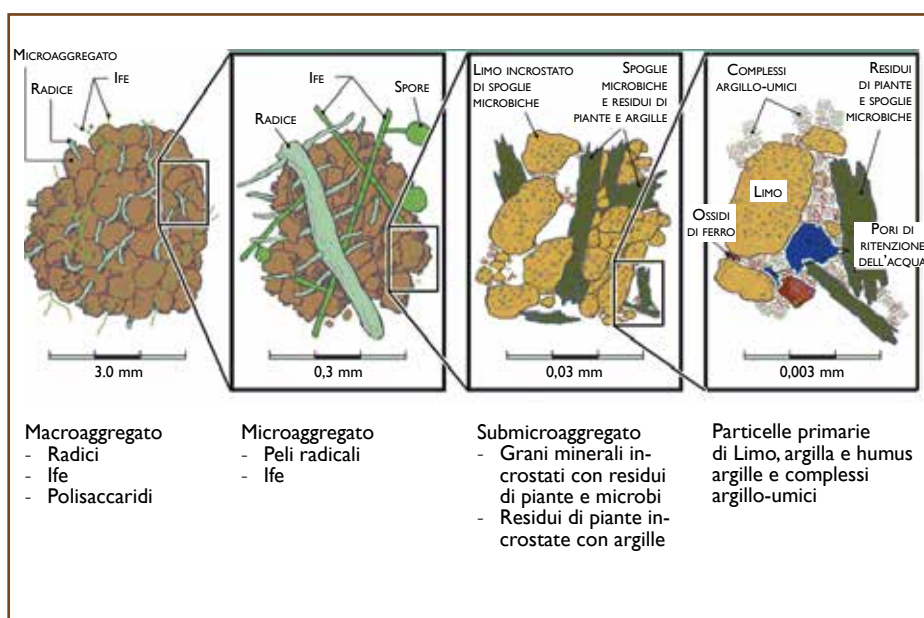 MICROAGGREGATO
RADICE
IFE
3.0 mm
IFE
SPORE
RADICE
0,3 mm
LIMO INCROSTATO
DI SPOGLIE
MICROBICHE
SPOGLIE
MICROBICHE
E RESIDUI DI
PIANTE E ARGILLE
0,03 mm
COMPLESSI
ARGILLO-UMICI
RESIDUI
DI PIANTE
E SPOGLIE
MICROBICHE
LIMO
OSSIDI
DI FERRO
PORI DI
RITENZIONE
DELL'ACQUA
0,003 mm
Macroaggregato
- Radici
- Ife
- Polisaccaridi
Microaggregato
- Peli radicali
- Ife
Submicroaggregato
- Grani minerali in-
crostati con residui
di piante e microbi
- Residui di piante in-
crostate con argille
Particelle primarie
di Limo, argilla e humus
argille e complessi
argillo-umici